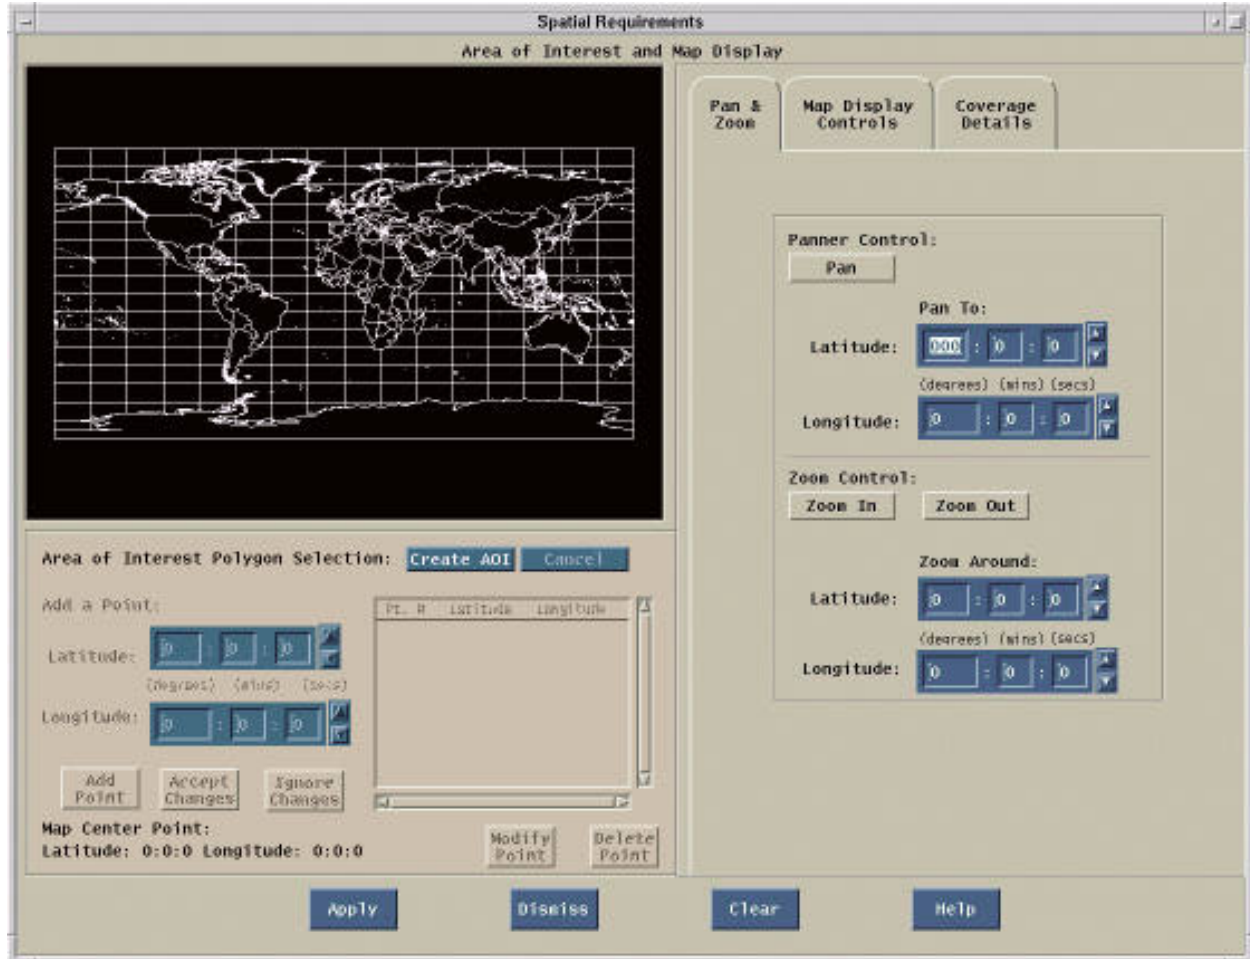 Spatial Requirements
Area of Interest and Map Display
Pan &
Zoom
Map Display
Controls
Coverage
Details
Panner Control:
Pan
Pan To:
Latitude: 000 : 0 : 0
(degrees) (mins) (secs)
Longitude: 0 : 0 : 0
Zoom Control:
Zoom In Zoom Out
Zoom Around:
Latitude: 0 : 0 : 0
(degrees) (mins) (secs)
Longitude: 0 : 0 : 0
Area of Interest Polygon Selection: Create AOI Cancel
Add a Point:
Latitude: 0 : 0 : 0
(degrees) (mins) (secs)
Longitude: 0 : 0 : 0
Pt. # Latitude Longitude
Add
Point
Accept
Changes
Ignore
Changes
Map Center Point:
Latitude: 0:0:0 Longitude: 0:0:0
Modify
Point
Delete
Point
Apply Dismiss Clear Help